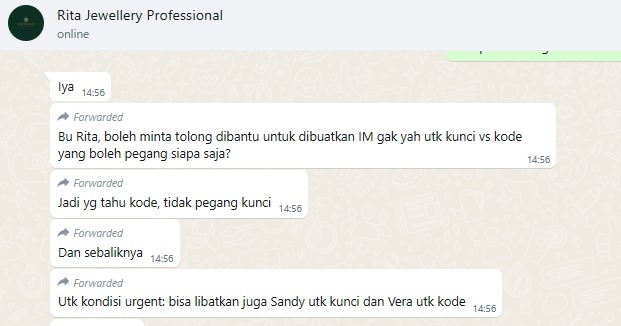 Rita Jewellery Professional
online
Iya 14:56
Forwarded
Bu Rita, boleh minta tolong dibantu untuk dibuatkan IM gak yah utk kunci vs kode
yang boleh pegang siapa saja? 14:56
Forwarded
Jadi yg tahu kode, tidak pegang kunci 14:56
Forwarded
Dan sebaliknya 14:56
Forwarded
Utk kondisi urgent: bisa libatkan juga Sandy utk kunci dan Vera utk kode 14:56